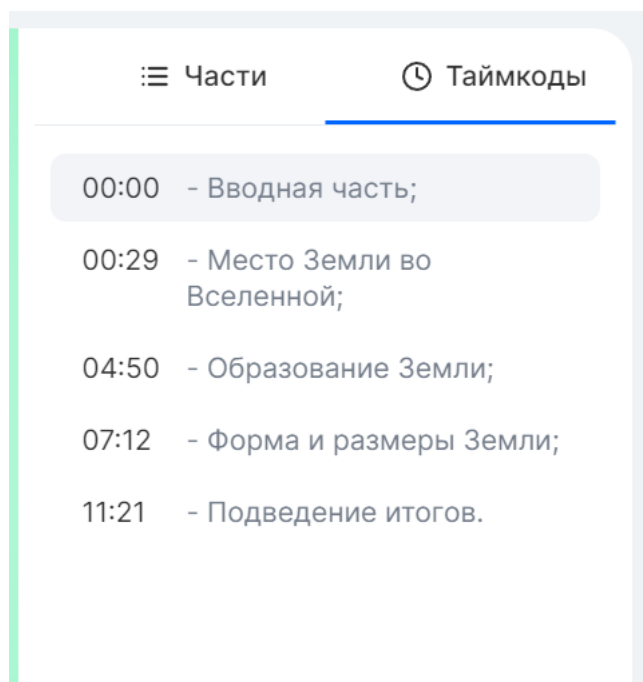 Части
Таймкоды
00:00 - Вводная часть;
00:29 - Место Земли во
Вселенной;
04:50 - Образование Земли;
07:12 - Форма и размеры Земли;
11:21 - Подведение итогов.